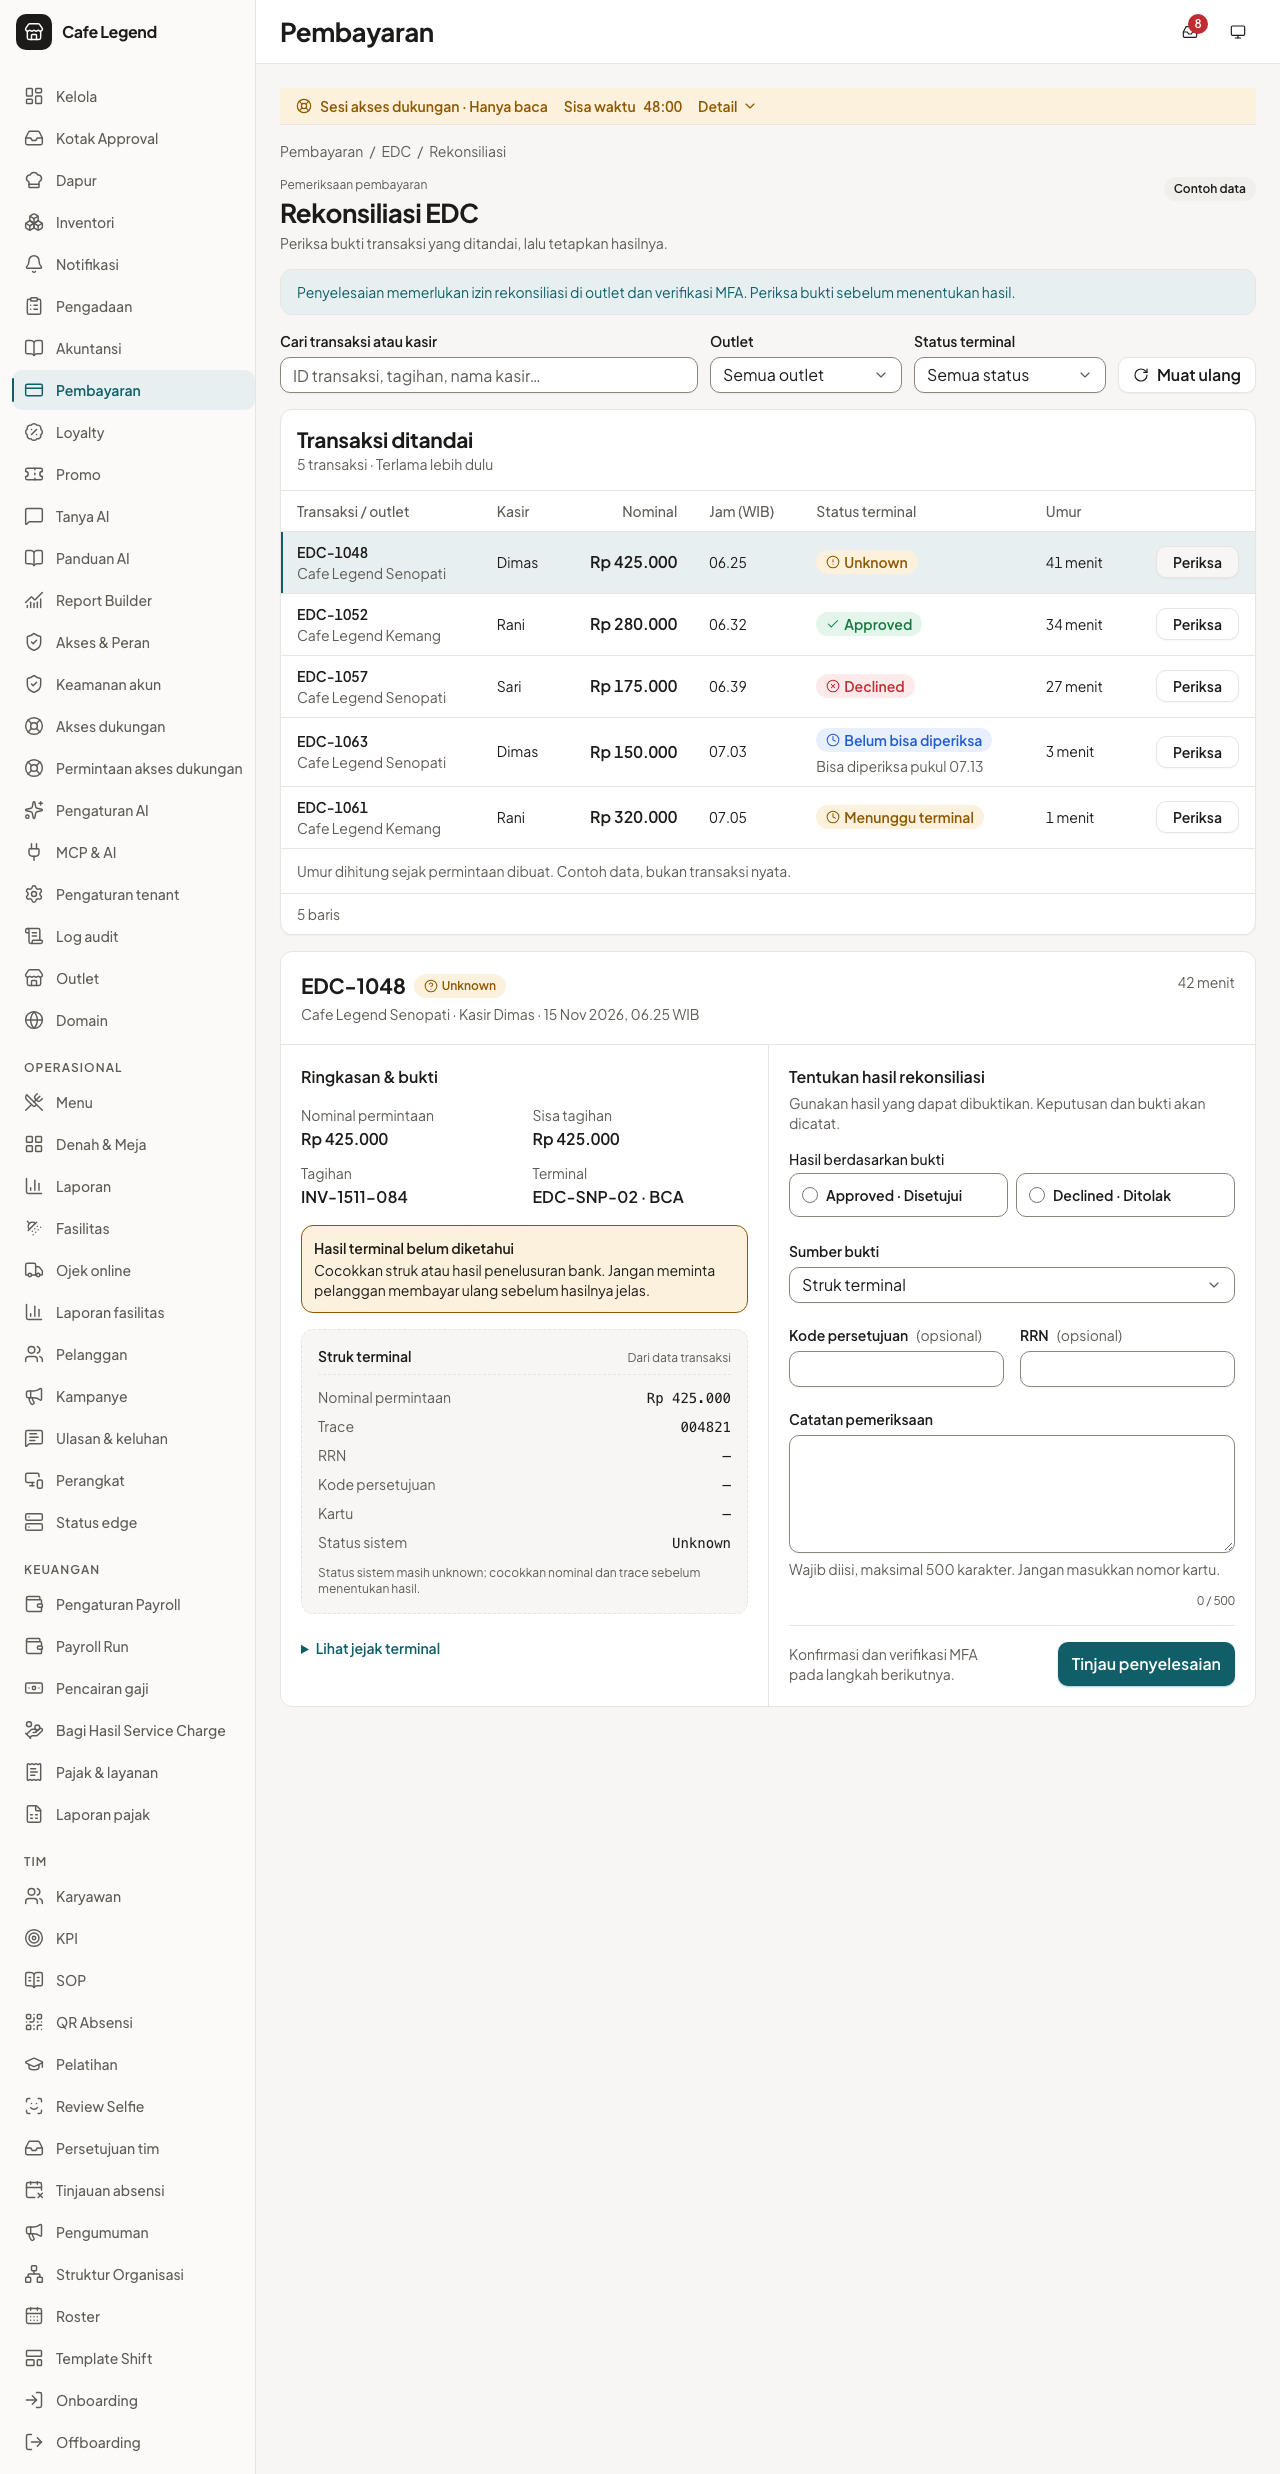 Cafe Legend
Pembayaran
8
Kelola
Kotak Approval
Dapur
Inventori
Notifikasi
Pengadaan
Akuntansi
Pembayaran
Loyalty
Promo
Tanya AI
Panduan AI
Report Builder
Akses & Peran
Keamanan akun
Akses dukungan
Permintaan akses dukungan
Pengaturan AI
MCP & AI
Pengaturan tenant
Log audit
Outlet
Domain
OPERASIONAL
Menu
Denah & Meja
Laporan
Fasilitas
Ojek online
Laporan fasilitas
Pelanggan
Kampanye
Ulasan & keluhan
Perangkat
Status edge
KEUANGAN
Pengaturan Payroll
Payroll Run
Pencairan gaji
Bagi Hasil Service Charge
Pajak & layanan
Laporan pajak
TIM
Karyawan
KPI
SOP
QR Absensi
Pelatihan
Review Selfie
Persetujuan tim
Tinjauan absensi
Pengumuman
Struktur Organisasi
Roster
Template Shift
Onboarding
Offboarding
Sesi akses dukungan · Hanya baca Sisa waktu 48:00 Detail
Pembayaran / EDC / Rekonsiliasi
Pemeriksaan pembayaran
Contoh data
Rekonsiliasi EDC
Periksa bukti transaksi yang ditandai, lalu tetapkan hasilnya.
Penyelesaian memerlukan izin rekonsiliasi di outlet dan verifikasi MFA. Periksa bukti sebelum menentukan hasil.
Cari transaksi atau kasir Outlet Status terminal
ID transaksi, tagihan, nama kasir... Semua outlet Semua status Muat ulang
Transaksi ditandai
5 transaksi · Terlama lebih dulu
Transaksi / outlet Kasir Nominal Jam (WIB) Status terminal Umur
EDC-1048
Cafe Legend Senopati Dimas Rp 425.000 06.25 Unknown 41 menit Periksa
EDC-1052
Cafe Legend Kemang Rani Rp 280.000 06.32 Approved 34 menit Periksa
EDC-1057
Cafe Legend Senopati Sari Rp 175.000 06.39 Declined 27 menit Periksa
EDC-1063
Cafe Legend Senopati Dimas Rp 150.000 07.03 Belum bisa diperiksa 3 menit Periksa
Bisa diperiksa pukul 07.13
EDC-1061
Cafe Legend Kemang Rani Rp 320.000 07.05 Menunggu terminal 1 menit Periksa
Umur dihitung sejak permintaan dibuat. Contoh data, bukan transaksi nyata.
5 baris
EDC-1048 Unknown 42 menit
Cafe Legend Senopati · Kasir Dimas · 15 Nov 2026, 06.25 WIB
Ringkasan & bukti
Nominal permintaan Sisa tagihan
Rp 425.000 Rp 425.000
Tagihan Terminal
INV-1511-084 EDC-SNP-02 · BCA
Hasil terminal belum diketahui
Cocokkan struk atau hasil penelusuran bank. Jangan meminta
pelanggan membayar ulang sebelum hasilnya jelas.
Struk terminal Dari data transaksi
Nominal permintaan Rp 425.000
Trace 004821
RRN –
Kode persetujuan –
Kartu –
Status sistem Unknown
Status sistem masih unknown; cocokkan nominal dan trace sebelum
menentukan hasil.
Lihat jejak terminal
Tentukan hasil rekonsiliasi
Gunakan hasil yang dapat dibuktikan. Keputusan dan bukti akan
dicatat.
Hasil berdasarkan bukti
Approved · Disetujui Declined · Ditolak
Sumber bukti
Struk terminal
Kode persetujuan (opsional) RRN (opsional)
Catatan pemeriksaan
Wajib diisi, maksimal 500 karakter. Jangan masukkan nomor kartu.
0 / 500
Konfirmasi dan verifikasi MFA
pada langkah berikutnya.
Tinjau penyelesaian